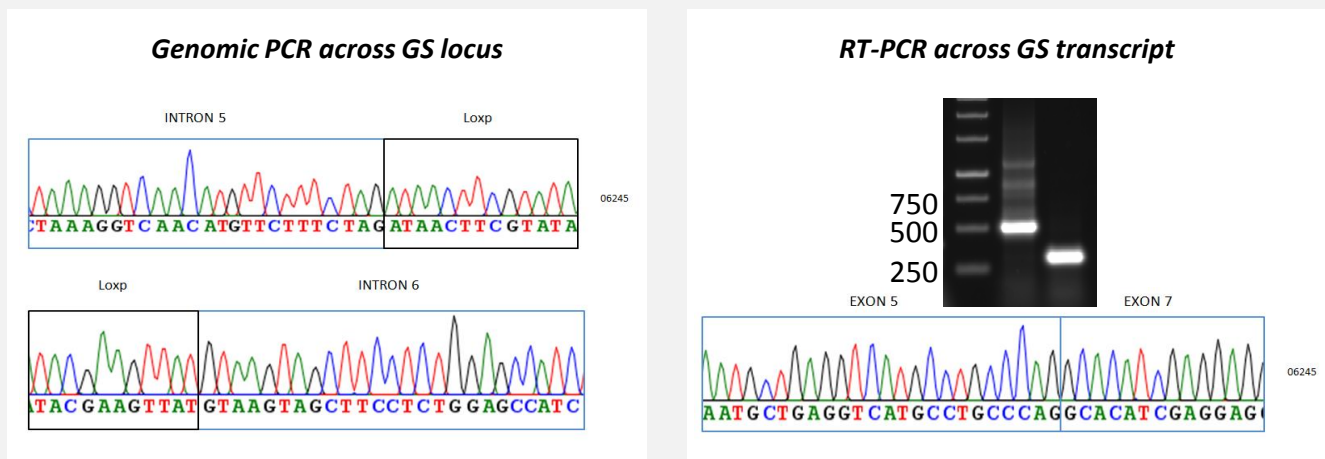 Genomic PCR across GS locus
INTRON 5 Loxp
CTAAAGGTCAACATGTTCTTTCTAGATAACTTCGTATA
06245
Loxp INTRON 6
ATACGAAGTTATGTAAGTAGCTTCCTCTGGAGCCATC
RT-PCR across GS transcript
750
500
250
EXON 5 EXON 7
AATGCTGAGGTCATGCCTGCCCAGGCACATCGAGGAGG
06245